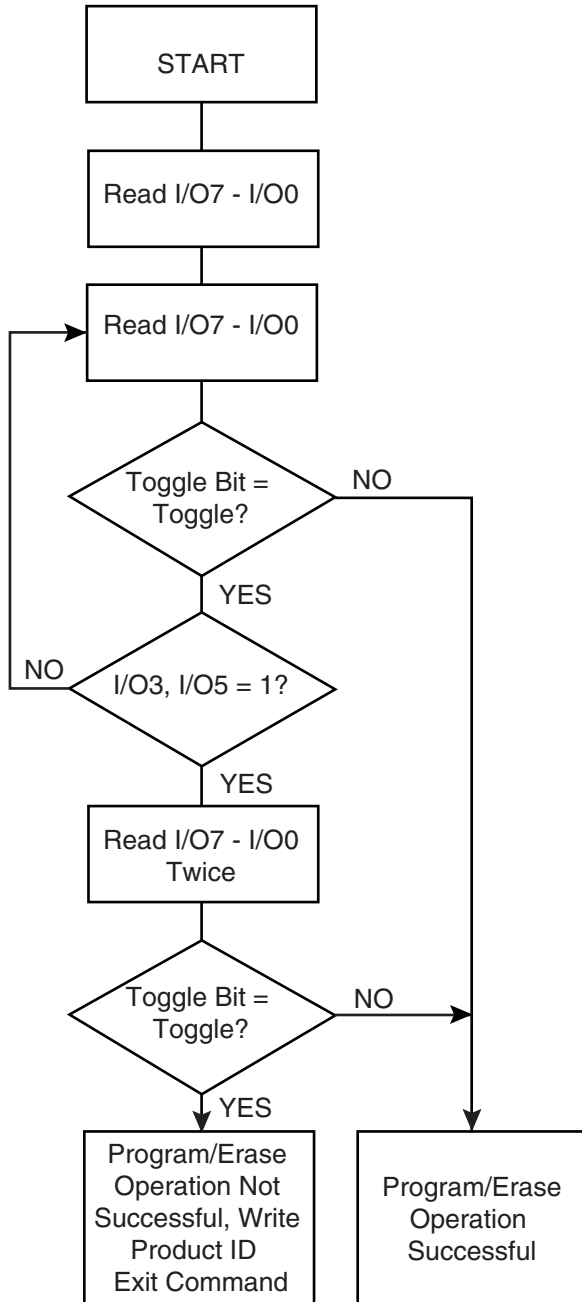 START
Read I/O7 - I/O0
Read I/O7 - I/O0
Toggle Bit =
Toggle?
NO
YES
NO
I/O3, I/O5 = 1?
YES
Read I/O7 - I/O0
Twice
Toggle Bit =
Toggle?
NO
YES
Program/Erase
Operation Not
Successful, Write
Product ID
Exit Command
Program/Erase
Operation
Successful